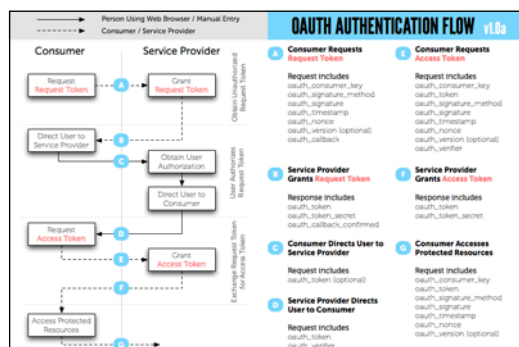 Person Using Web Browser / Manual Entry
Consumer / Service Provider
OAUTH AUTHENTICATION FLOW v1.0a
Consumer
Service Provider
Request
Request Token
A
Grant
Request Token
Obtain Unauthorized
Request Token
B
Direct User to
Service Provider
C
Obtain User
Authorization
Direct User to
Consumer
User Authorizes
Request Token
D
Request
Access Token
E
Grant
Access Token
Exchange Request Token
for Access Token
F
Access Protected
Resources
G
A
Consumer Requests
Request Token
Request includes
oauth_consumer_key
oauth_signature_method
oauth_signature
oauth_timestamp
oauth_nonce
oauth_version (optional)
oauth_callback
B
Service Provider
Grants Request Token
Response includes
oauth_token
oauth_token_secret
oauth_callback_confirmed
C
Consumer Directs User to
Service Provider
Request includes
oauth_token (optional)
D
Service Provider Directs
User to Consumer
Request includes
oauth_token
oauth_verifier
E
Consumer Requests
Access Token
Request includes
oauth_consumer_key
oauth_token
oauth_signature_method
oauth_signature
oauth_timestamp
oauth_nonce
oauth_version (optional)
oauth_verifier
F
Service Provider
Grants Access Token
Response includes
oauth_token
oauth_token_secret
G
Consumer Accesses
Protected Resources
Request includes
oauth_consumer_key
oauth_token
oauth_signature_method
oauth_signature
oauth_timestamp
oauth_nonce
oauth_version (optional)